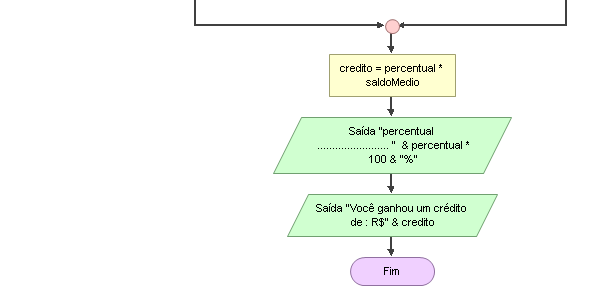 credito = percentual *
saldoMedio
Saída "percentual
........................ "  & percentual *
100 & "%"
Saída "Você ganhou um crédito
de : R$" & credito
Fim